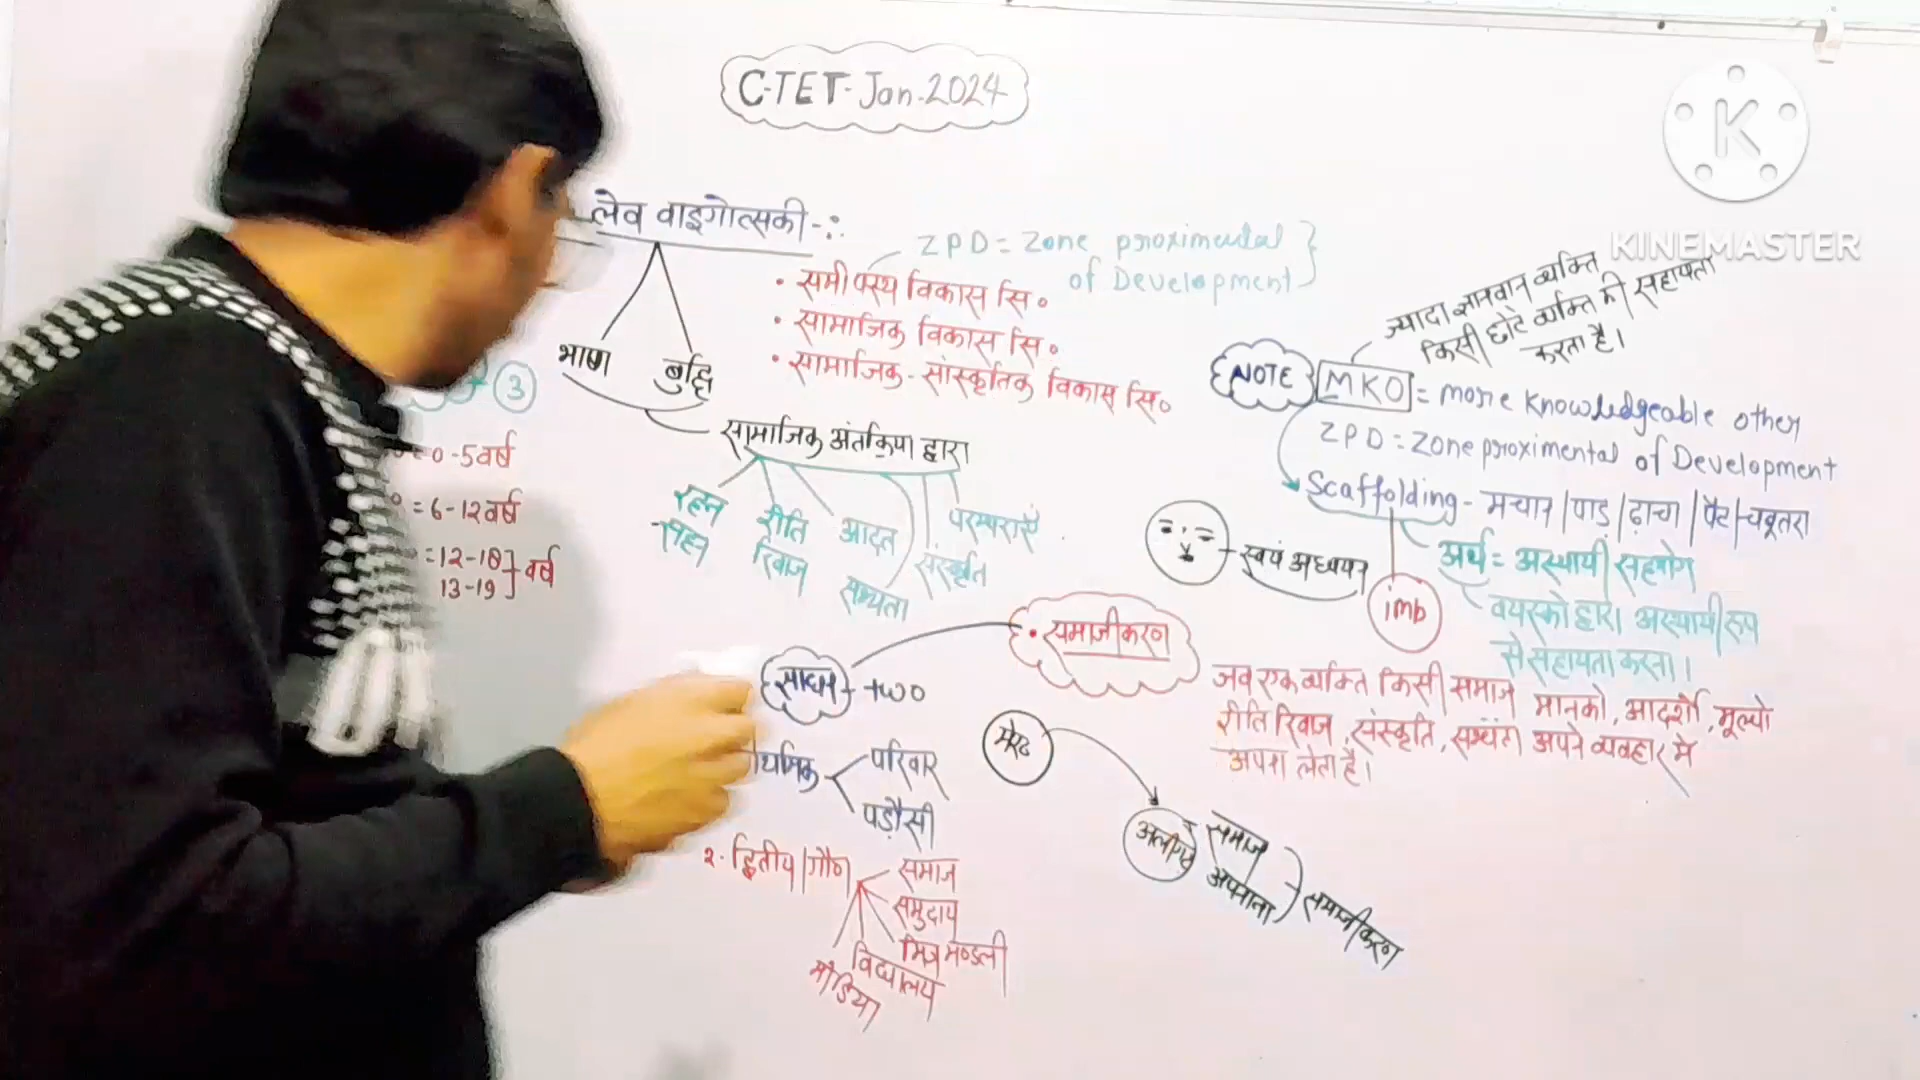 C-TET-Jan.2024
KINEMASTER
लेव वाइगोत्सकी-:
ZPD = Zone proximental
of Development
• समीपस्थ विकास सि॰
• सामाजिक विकास सि॰
• सामाजिक-सांस्कृतिक विकास सि॰
भाषा
बुद्धि
सामाजिक अंतक्रिया द्वारा
रहन
सहन
रीति
रिवाज
आदत
सभ्यता
संस्कृति
परम्पराएँ
3
0-5वर्ष
= 6-12वर्ष
=12-18
13-19
वर्ष
ज्यादा ज्ञानवान व्यक्ति
किसी छोटे व्यक्ति की सहायता
करता है।
NOTE
MKO = more Knowledgeable other
ZPD = Zone proximental of Development
Scaffolding - मचान/पाड़/ढ़ाचा/पैट/चबूतरा
अर्थ = अस्थायी सहयोग
वयस्को द्वारा अस्थायी रूप
से सहायता करना।
imp
स्वयं अध्ययन
• समाजीकरण
जब एक व्यक्ति किसी समाज मानको, आदर्शो, मूल्यो
रीति रिवाज, संस्कृति, सभ्यता अपने व्यवहार मे
अपना लेता है।
साधन - two
परिवार
पड़ौसी
2. द्वितीय/गौण
समाज
समुदाय
मित्र मण्डली
विद्यालय
मीडिया
मेरठ
अलीगढ़
समाज
अपनाना
समाजीकरण